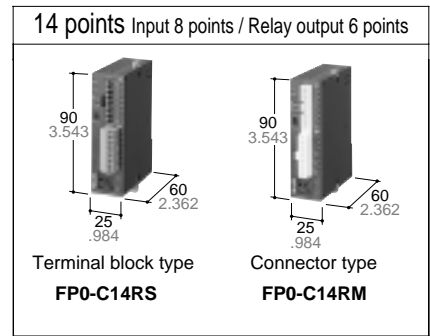 14 points Input 8 points / Relay output 6 points
90
3.543
60
2.362
25
.984
Terminal block type
FP0-C14RS
90
3.543
60
2.362
25
.984
Connector type
FP0-C14RM